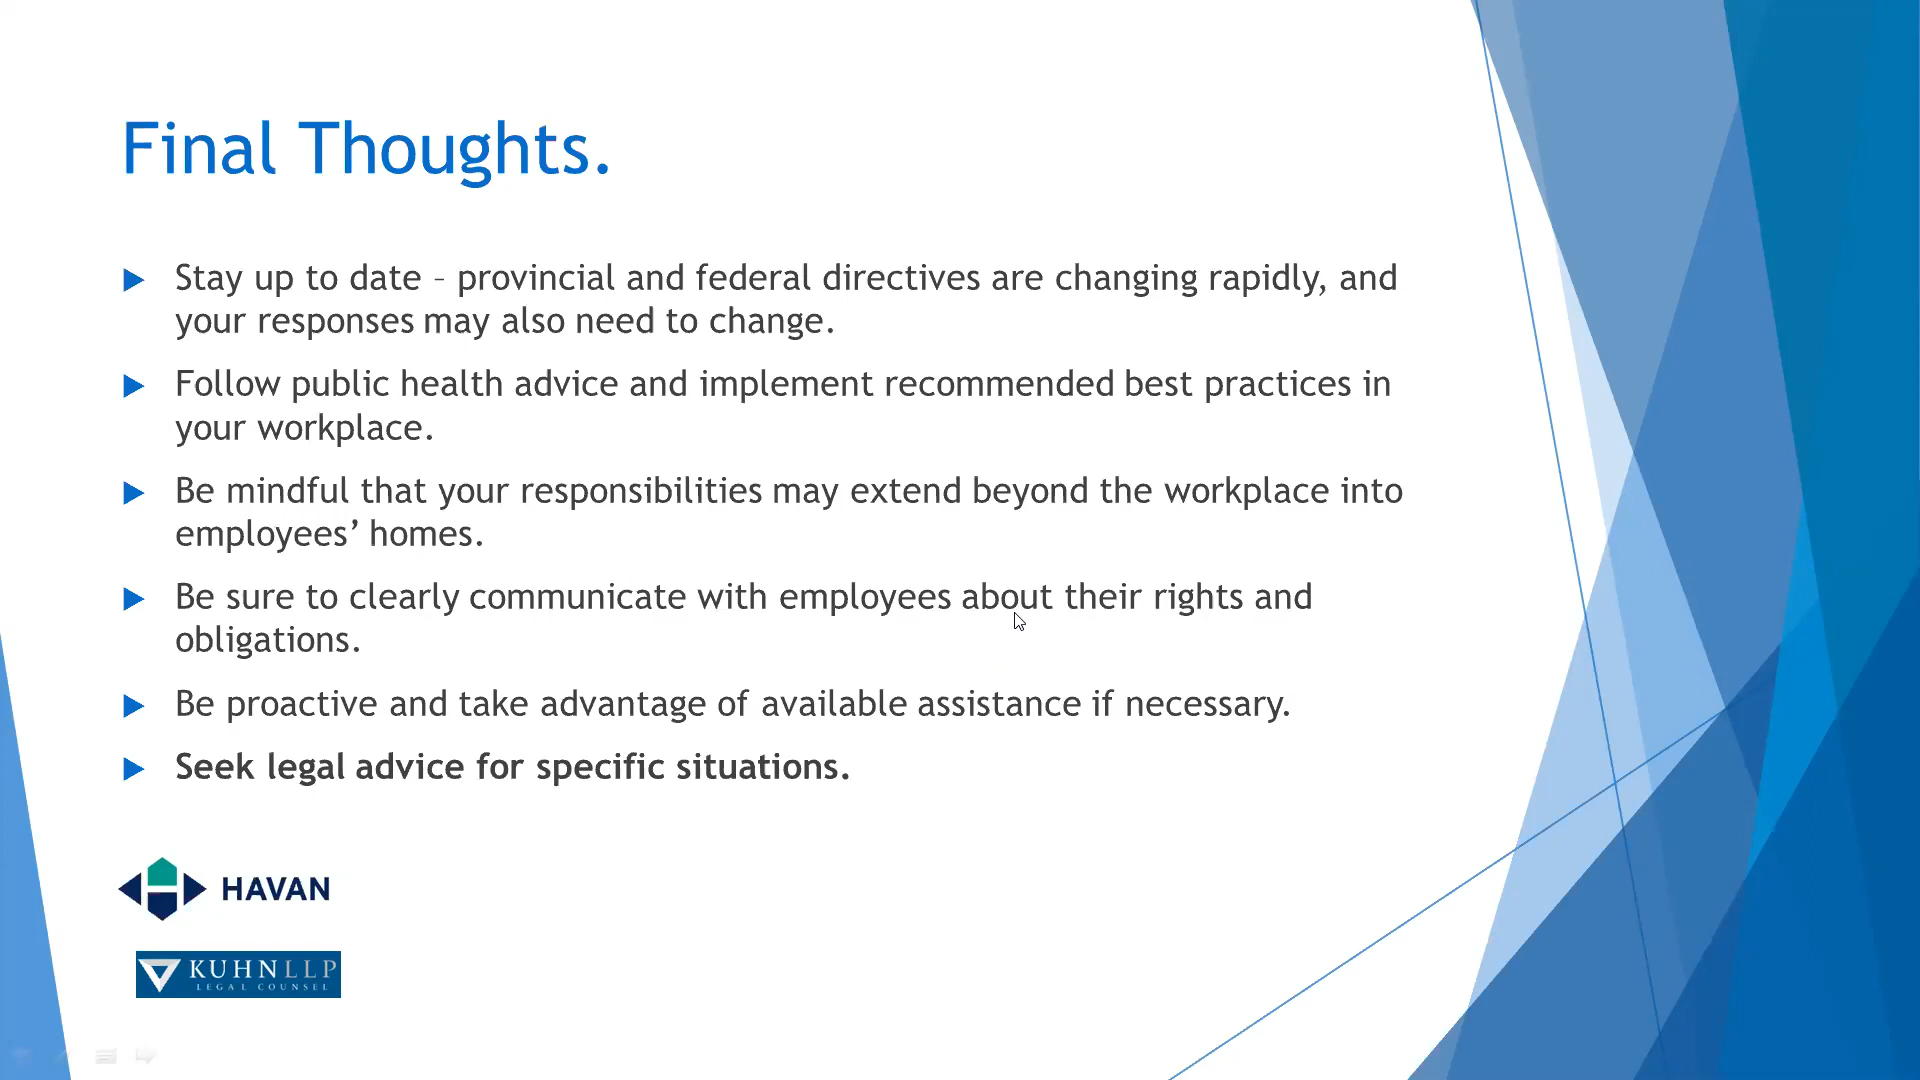 Final Thoughts.
Stay up to date – provincial and federal directives are changing rapidly, and
your responses may also need to change.
Follow public health advice and implement recommended best practices in
your workplace.
Be mindful that your responsibilities may extend beyond the workplace into
employees’ homes.
Be sure to clearly communicate with employees about their rights and
obligations.
Be proactive and take advantage of available assistance if necessary.
Seek legal advice for specific situations.
HAVAN
KUHN LLP
LEGAL COUNSEL